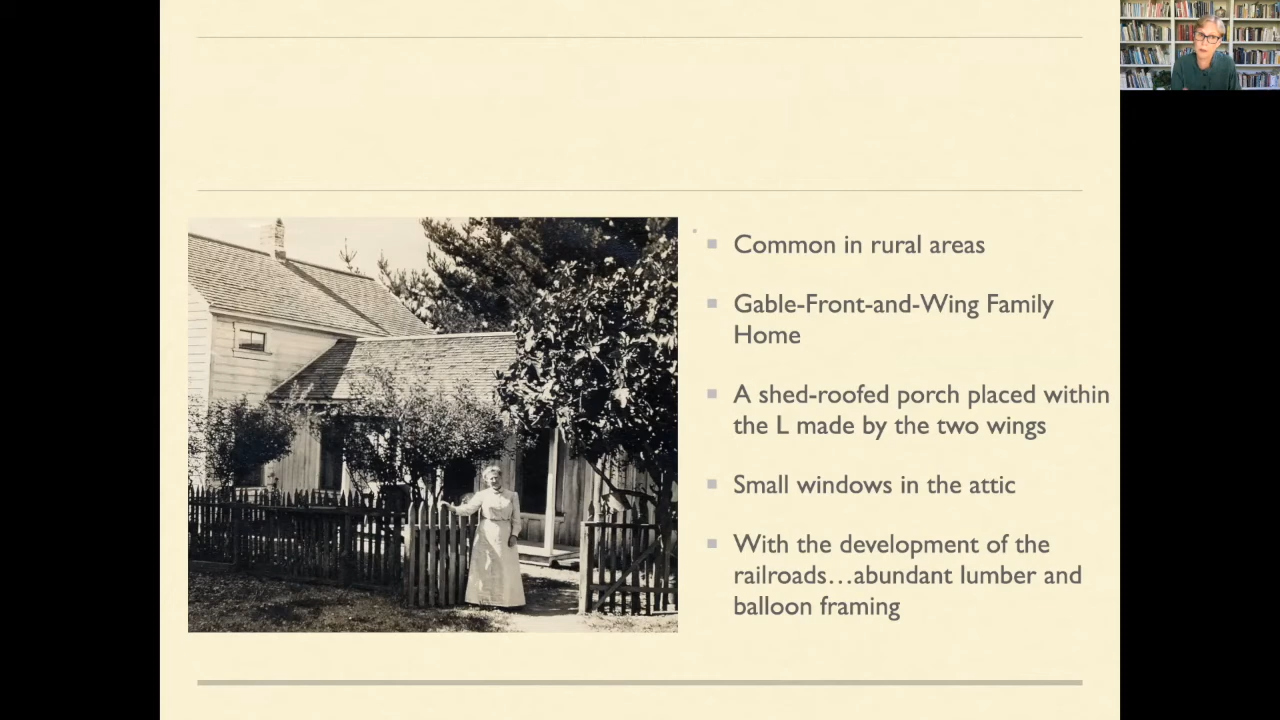 Common in rural areas
Gable-Front-and-Wing Family
Home
A shed-roofed porch placed within
the L made by the two wings
Small windows in the attic
With the development of the
railroads…abundant lumber and
balloon framing